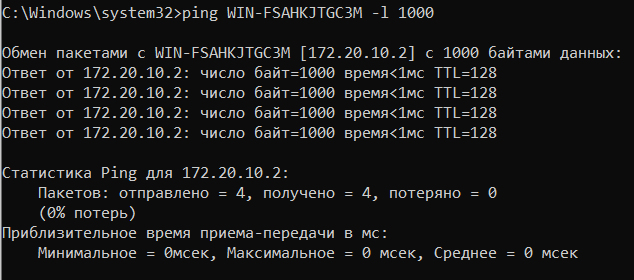 C:\Windows\system32>ping WIN-FSAHKJTGC3M -l 1000
Обмен пакетами с WIN-FSAHKJTGC3M [172.20.10.2] с 1000 байтами данных:
Ответ от 172.20.10.2: число байт=1000 время<1мс TTL=128
Ответ от 172.20.10.2: число байт=1000 время<1мс TTL=128
Ответ от 172.20.10.2: число байт=1000 время<1мс TTL=128
Ответ от 172.20.10.2: число байт=1000 время<1мс TTL=128
Статистика Ping для 172.20.10.2:
Пакетов: отправлено = 4, получено = 4, потеряно = 0
(0% потерь)
Приблизительное время приема-передачи в мс:
Минимальное = 0мсек, Максимальное = 0 мсек, Среднее = 0 мсек